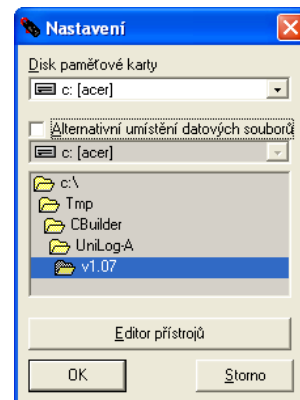 Nastavení
Disk paměťové karty
c: [acer]
Alternativní umístění datových souborů
c: [acer]
c:\
Tmp
CBuilder
UniLog-A
v1.07
Editor přístrojů
OK Storno